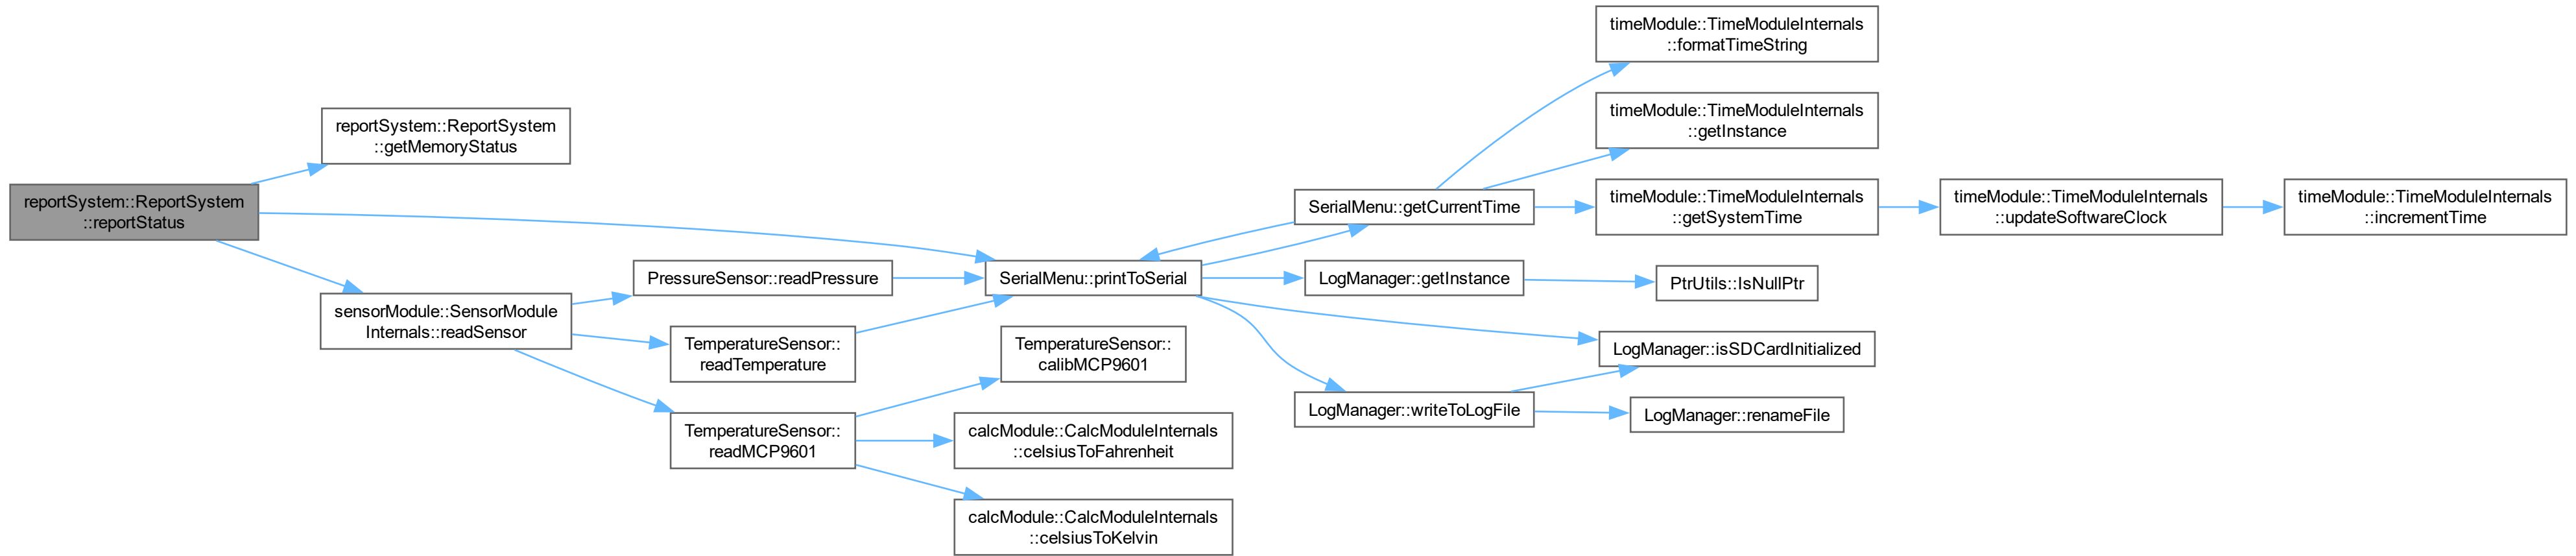 reportSystem::ReportSystem
::reportStatus
reportSystem::ReportSystem
::getMemoryStatus
sensorModule::SensorModule
Internals::readSensor
PressureSensor::readPressure
TemperatureSensor::
readTemperature
TemperatureSensor::
readMCP9601
SerialMenu::printToSerial
TemperatureSensor::
calibMCP9601
calcModule::CalcModuleInternals
::celsiusToFahrenheit
calcModule::CalcModuleInternals
::celsiusToKelvin
SerialMenu::getCurrentTime
LogManager::getInstance
LogManager::writeToLogFile
timeModule::TimeModuleInternals
::formatTimeString
timeModule::TimeModuleInternals
::getInstance
timeModule::TimeModuleInternals
::getSystemTime
PtrUtils::IsNullPtr
LogManager::isSDCardInitialized
LogManager::renameFile
timeModule::TimeModuleInternals
::updateSoftwareClock
timeModule::TimeModuleInternals
::incrementTime